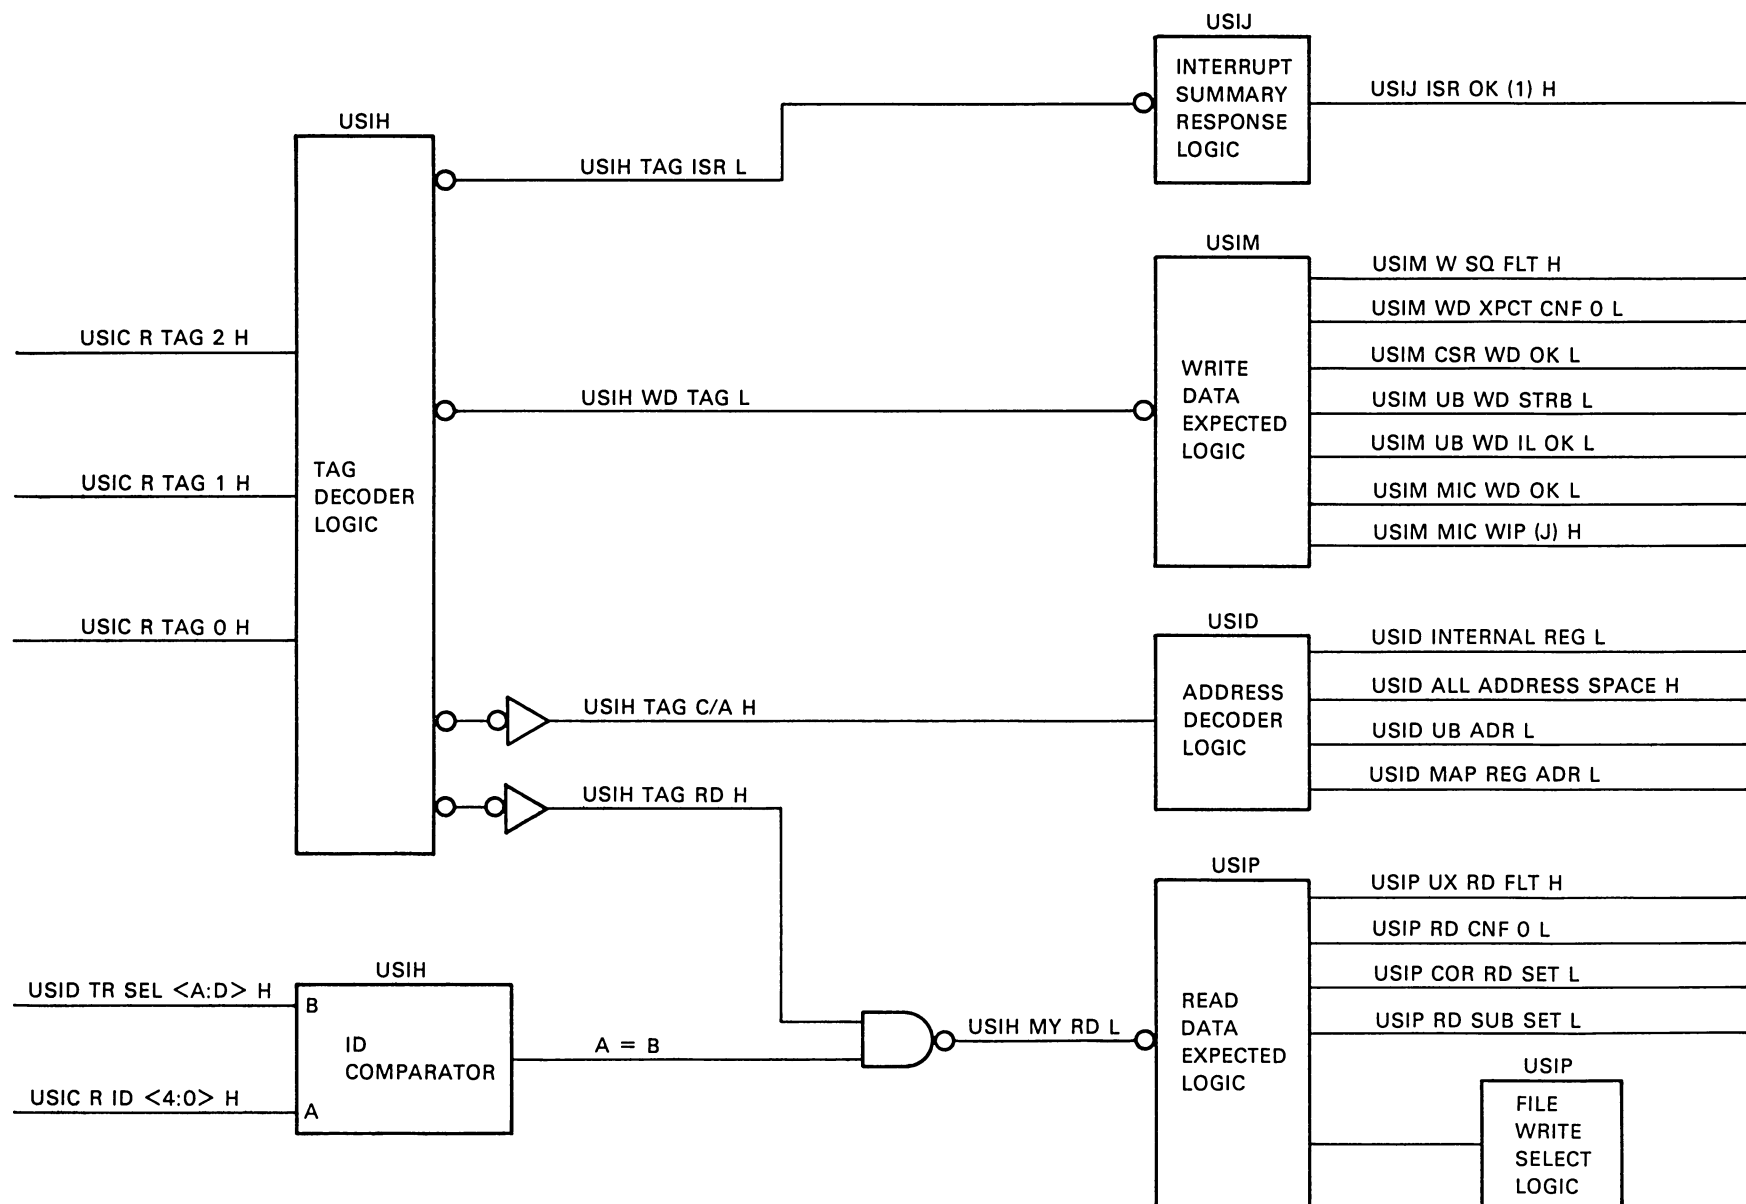 USIJ
INTERRUPT
SUMMARY
RESPONSE
LOGIC
USIJ ISR OK (1) H
USIH
USIH TAG ISR L
USIC R TAG 2 H
USIC R TAG 1 H
USIC R TAG 0 H
TAG
DECODER
LOGIC
USIH WD TAG L
USIM
WRITE
DATA
EXPECTED
LOGIC
USIM W SQ FLT H
USIM WD XPCT CNF 0 L
USIM CSR WD OK L
USIM UB WD STRB L
USIM UB WD IL OK L
USIM MIC WD OK L
USIM MIC WIP (J) H
USIH TAG C/A H
USID
ADDRESS
DECODER
LOGIC
USID INTERNAL REG L
USID ALL ADDRESS SPACE H
USID UB ADR L
USID MAP REG ADR L
USIH TAG RD H
USIH
USID TR SEL <A:D> H
B
ID
COMPARATOR
USIC R ID <4:0> H
A
A = B
USIH MY RD L
USIP
READ
DATA
EXPECTED
LOGIC
USIP UX RD FLT H
USIP RD CNF 0 L
USIP COR RD SET L
USIP RD SUB SET L
USIP
FILE
WRITE
SELECT
LOGIC